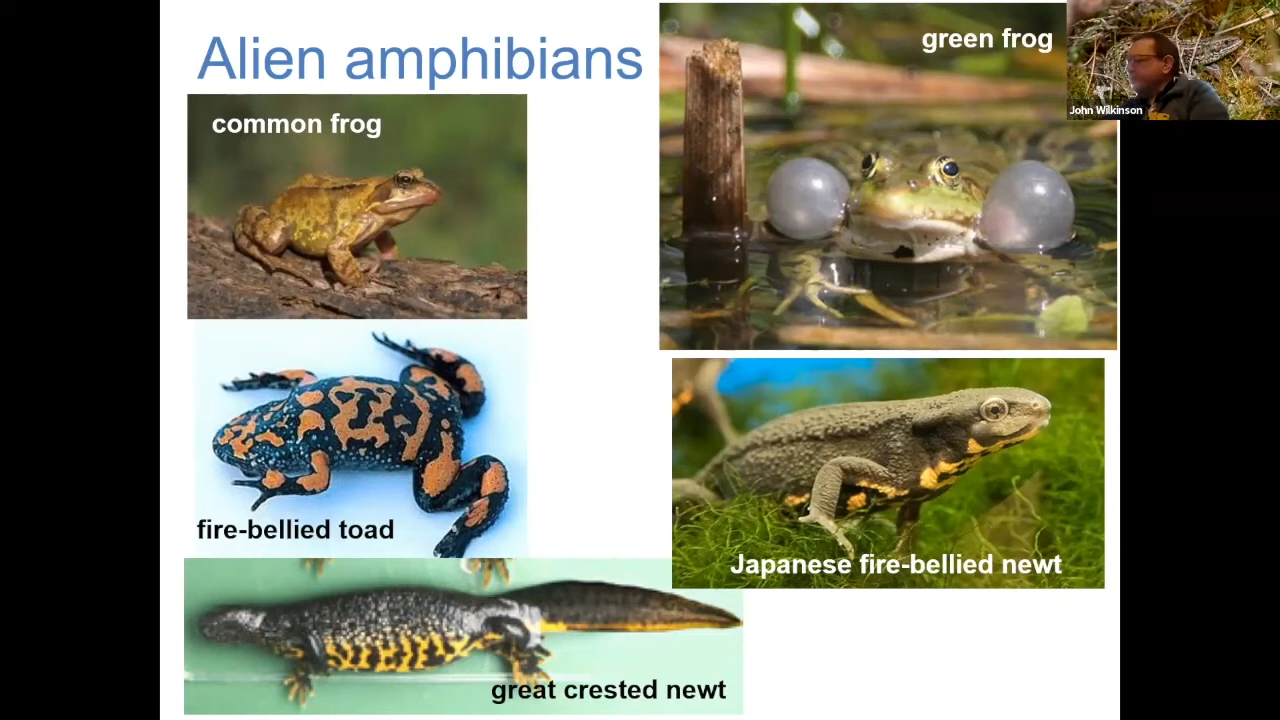 Alien amphibians
green frog
John Wilkinson
common frog
fire-bellied toad
Japanese fire-bellied newt
great crested newt